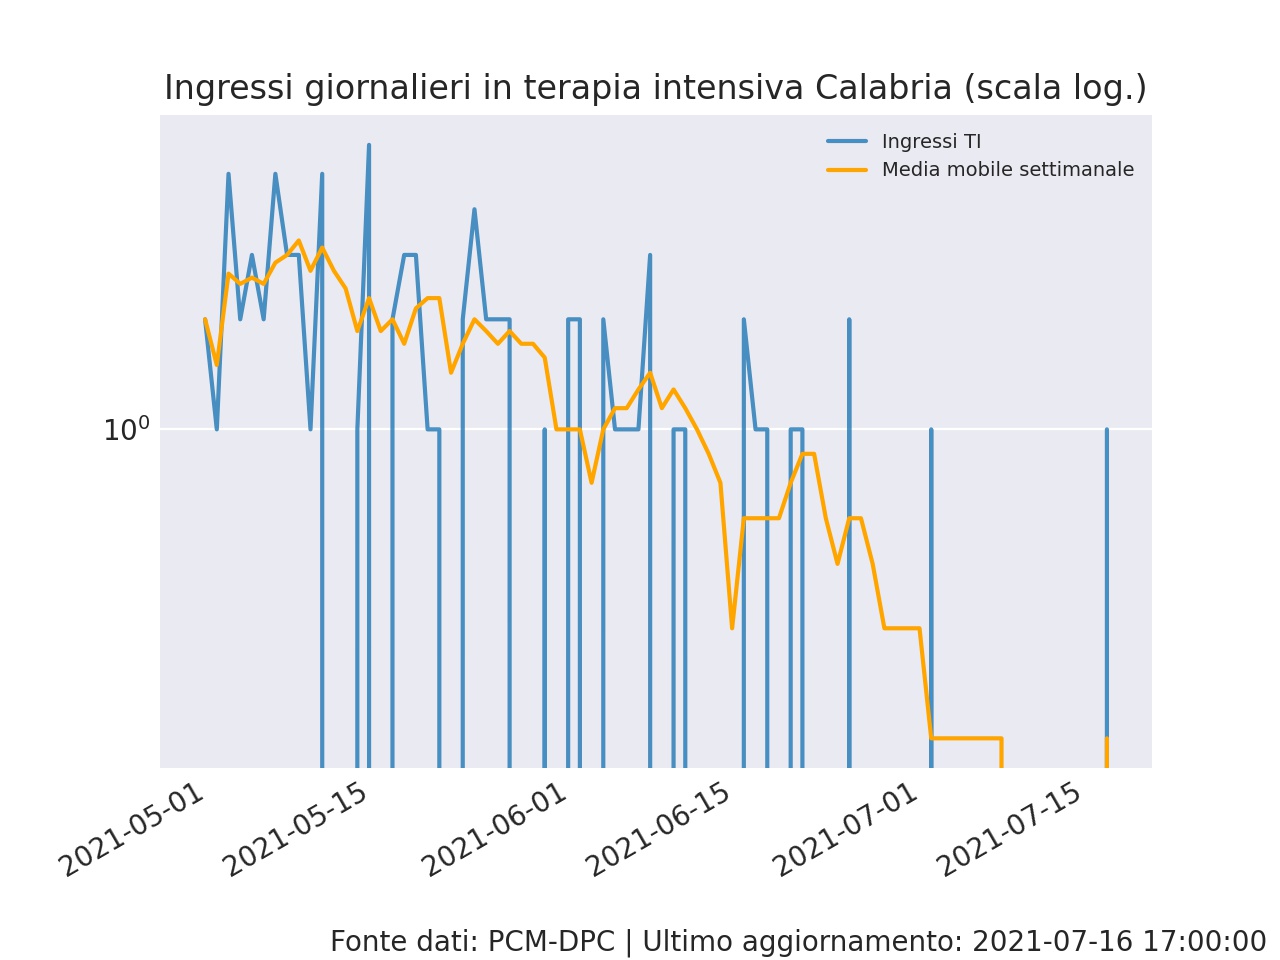 Ingressi giornalieri in terapia intensiva Calabria (scala log.)
Ingressi TI
Media mobile settimanale
10⁰
2021-05-01
2021-05-15
2021-06-01
2021-06-15
2021-07-01
2021-07-15
Fonte dati: PCM-DPC | Ultimo aggiornamento: 2021-07-16 17:00:00